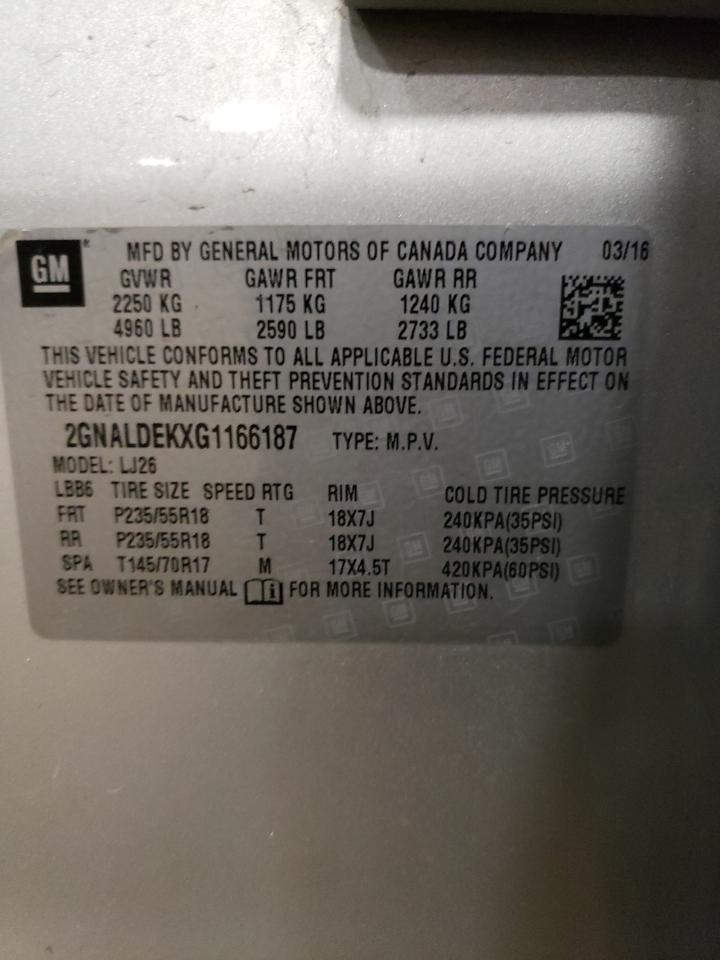 GM® MFD BY GENERAL MOTORS OF CANADA COMPANY 03/16
GVWR GAWR FRT GAWR RR
2250 KG 1175 KG 1240 KG
4960 LB 2590 LB 2733 LB
THIS VEHICLE CONFORMS TO ALL APPLICABLE U.S. FEDERAL MOTOR
VEHICLE SAFETY AND THEFT PREVENTION STANDARDS IN EFFECT ON
THE DATE OF MANUFACTURE SHOWN ABOVE.
2GNALDEKXG1166187 TYPE: M.P.V.
MODEL: LJ26
LBB6 TIRE SIZE SPEED RTG RIM COLD TIRE PRESSURE
FRT P235/55R18 T 18X7J 240KPA(35PSI)
RR P235/55R18 T 18X7J 240KPA(35PSI)
SPA T145/70R17 M 17X4.5T 420KPA(60PSI)
SEE OWNER'S MANUAL FOR MORE INFORMATION.